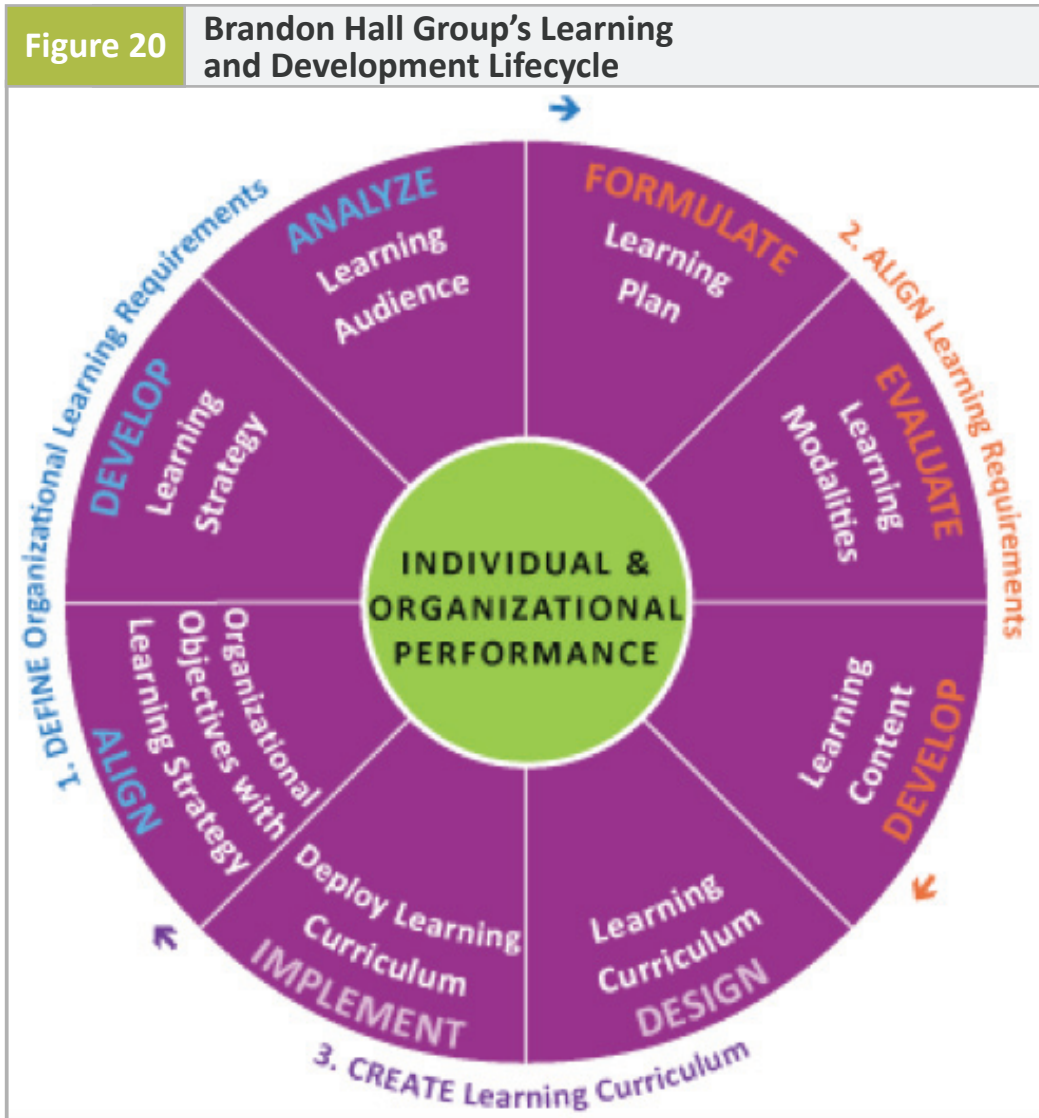 Figure 20
Brandon Hall Group's Learning
and Development Lifecycle
1. DEFINE Organizational Learning Requirements
ALIGN
Organizational
Objectives with
Learning Strategy
DEVELOP
Learning
Strategy
ANALYZE
Learning
Audience
2. ALIGN Learning Requirements
FORMULATE
Learning
Plan
EVALUATE
Learning
Modalities
DEVELOP
Learning
Content
3. CREATE Learning Curriculum
Learning
Curriculum
DESIGN
Deploy Learning
Curriculum
IMPLEMENT
INDIVIDUAL &
ORGANIZATIONAL
PERFORMANCE